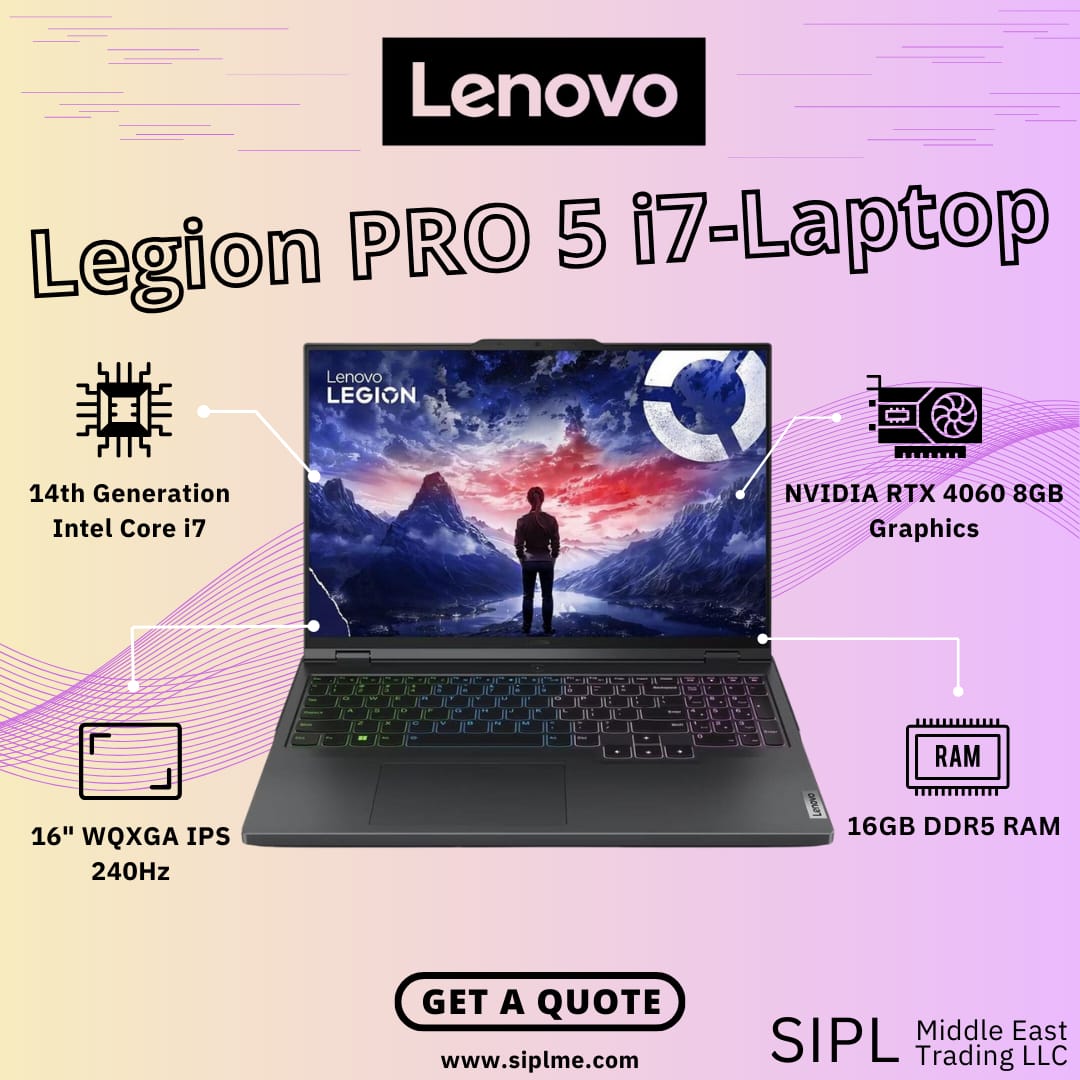 Lenovo
Legion PRO 5 i7-Laptop
Lenovo
LEGION
14th Generation
Intel Core i7
NVIDIA RTX 4060 8GB
Graphics
16" WQXGA IPS
240Hz
RAM
16GB DDR5 RAM
Lenovo
GET A QUOTE
www.siplme.com
SIPL
Middle East
Trading LLC